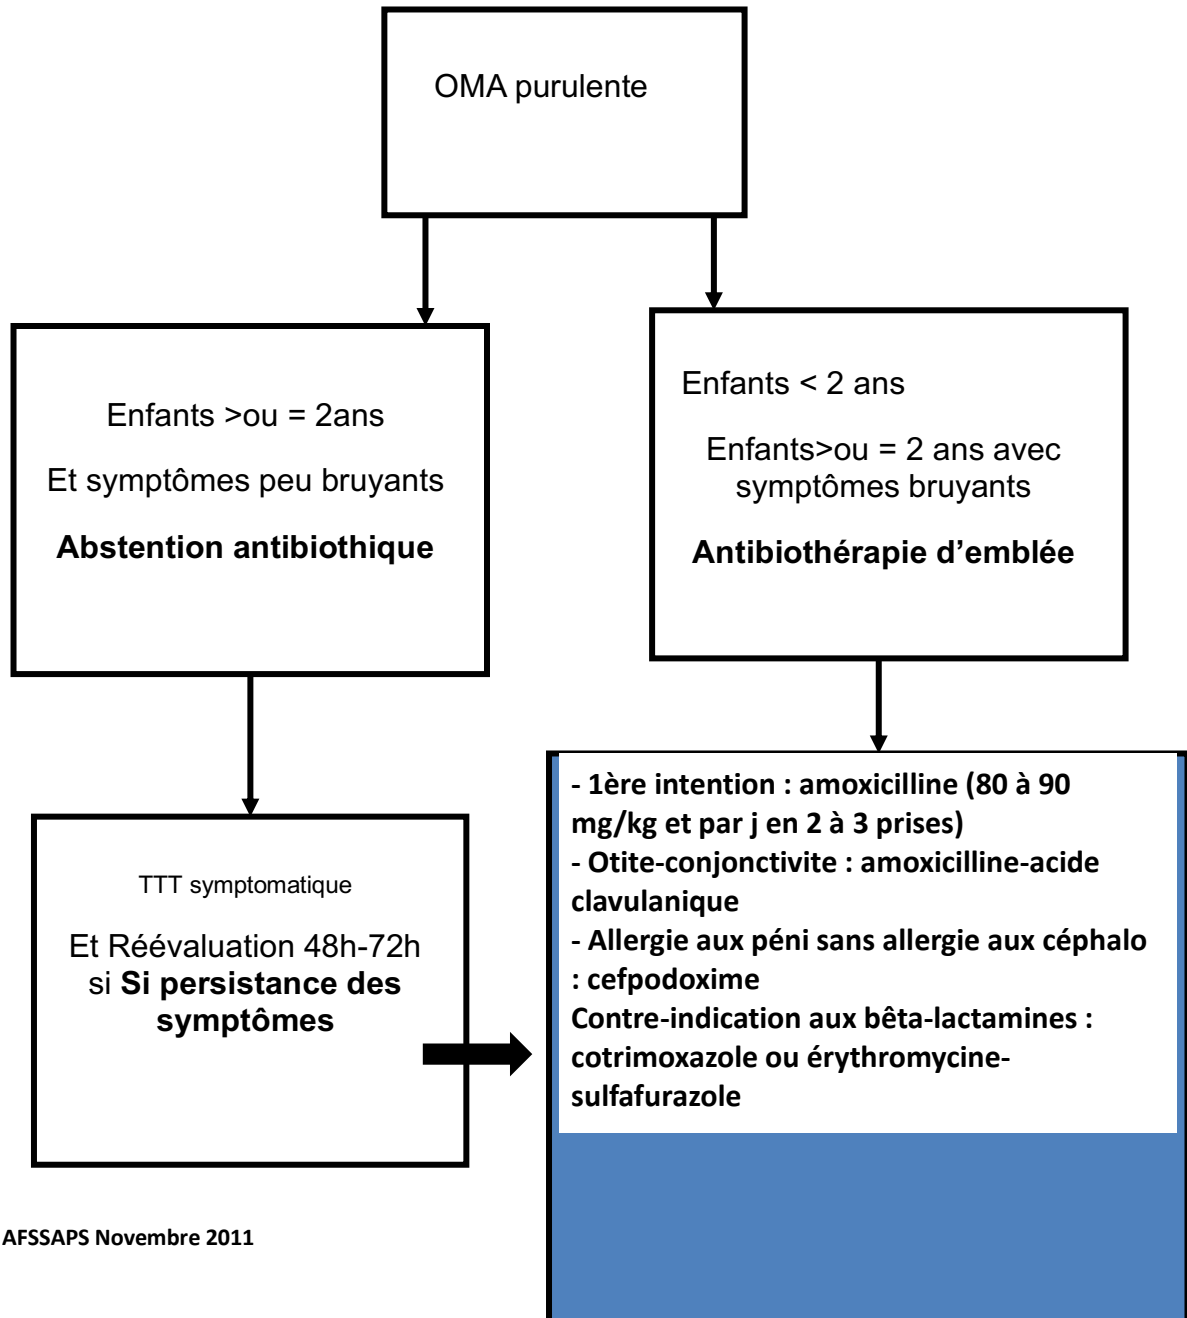 OMA purulente
Enfants >ou = 2ans
Et symptômes peu bruyants
Abstention antibiothique
Enfants < 2 ans
Enfants>ou = 2 ans avec
symptômes bruyants
Antibiothérapie d’emblée
TTT symptomatique
Et Réévaluation 48h-72h
si Si persistance des
symptômes
- 1ère intention : amoxicilline (80 à 90
mg/kg et par j en 2 à 3 prises)
- Otite-conjonctivite : amoxicilline-acide
clavulanique
- Allergie aux péni sans allergie aux céphalo
: cefpodoxime
Contre-indication aux bêta-lactamines :
cotrimoxazole ou érythromycine-
sulfafurazole
AFSSAPS Novembre 2011